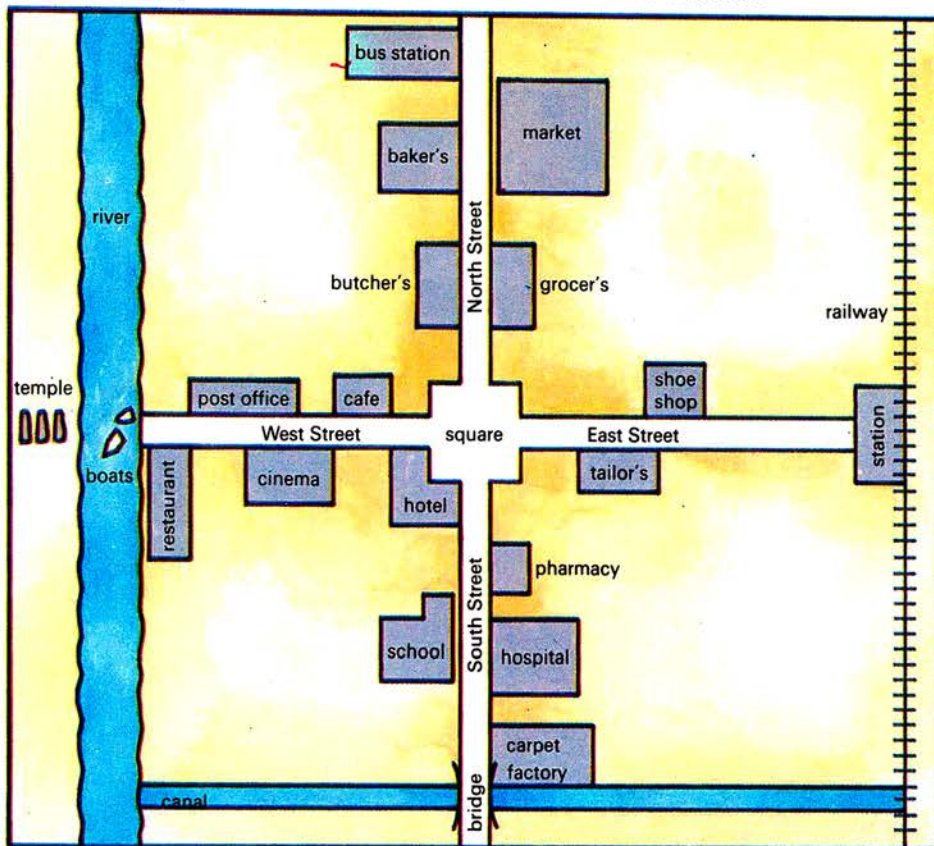 bus station
market
baker's
river
North Street
butcher's
grocer's
railway
temple
post office
cafe
shoe
shop
West Street
square
East Street
station
boats
restaurant
cinema
hotel
tailor's
pharmacy
South Street
school
hospital
carpet
factory
bridge
canal